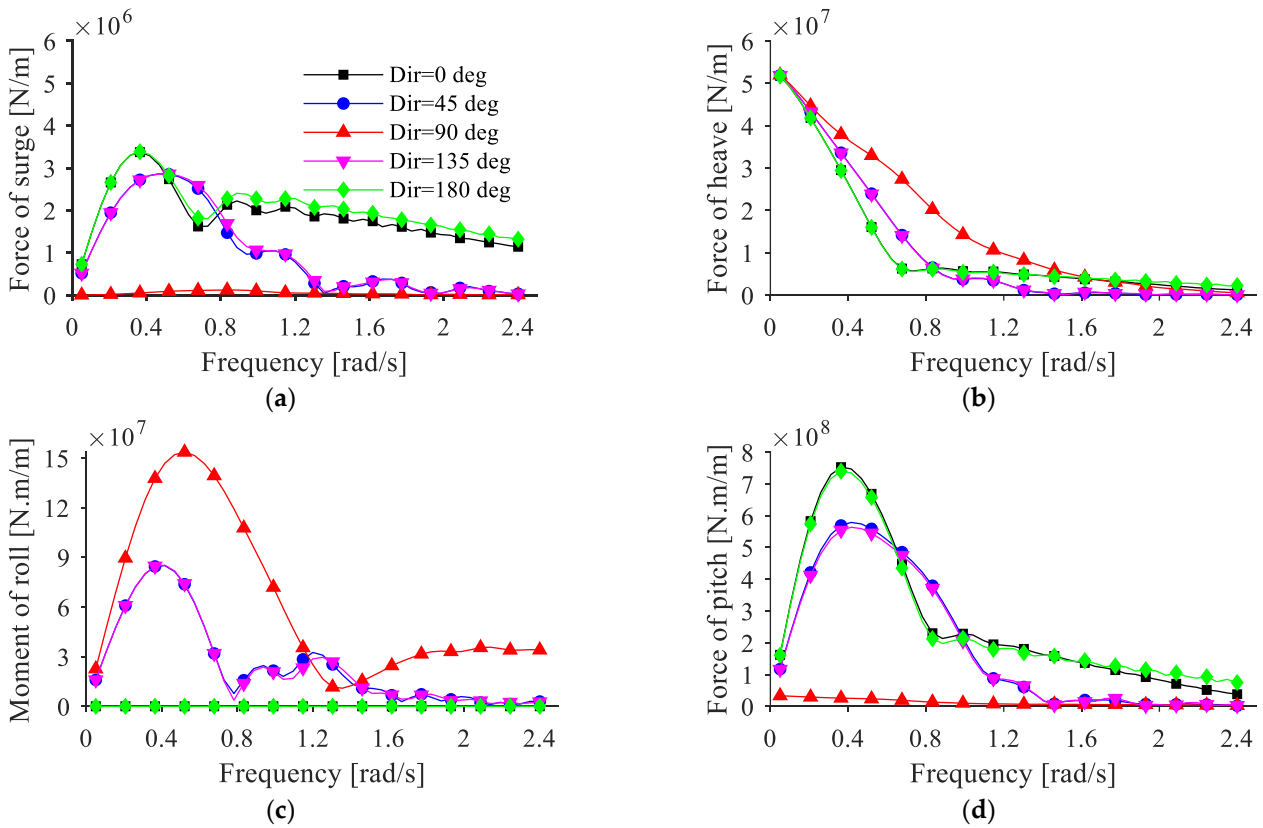 ×10^6
Force of surge [N/m]
6
5
4
3
2
1
0
0 0.4 0.8 1.2 1.6 2 2.4
Frequency [rad/s]
Dir=0 deg
Dir=45 deg
Dir=90 deg
Dir=135 deg
Dir=180 deg
(a)
×10^7
Force of heave [N/m]
6
5
4
3
2
1
0
0 0.4 0.8 1.2 1.6 2 2.4
Frequency [rad/s]
(b)
×10^7
Moment of roll [N.m/m]
15
12
9
6
3
0
0 0.4 0.8 1.2 1.6 2 2.4
Frequency [rad/s]
(c)
×10^8
Force of pitch [N.m/m]
8
7
6
5
4
3
2
1
0
0 0.4 0.8 1.2 1.6 2 2.4
Frequency [rad/s]
(d)